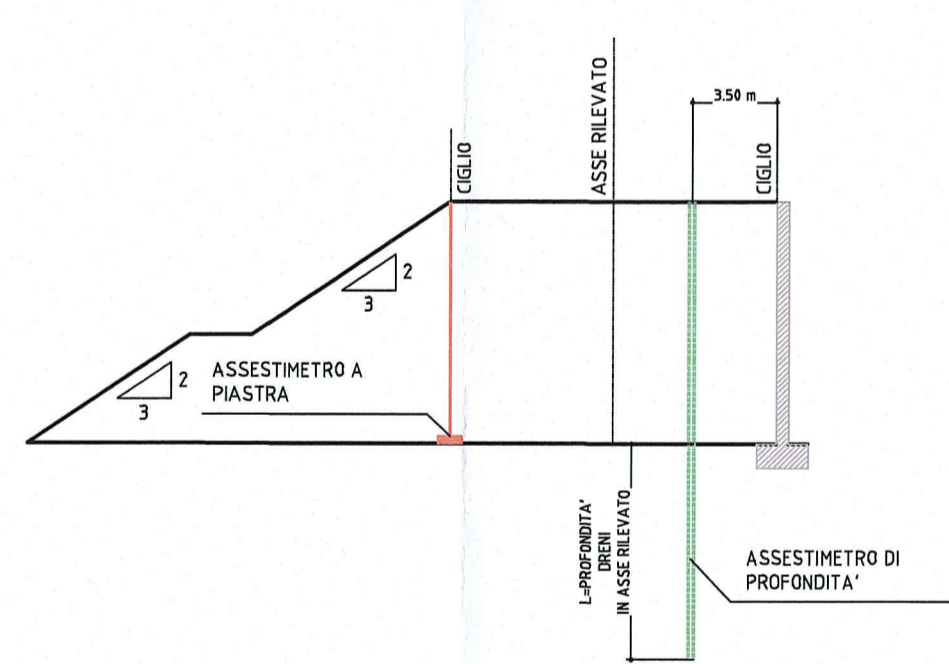 3.50 m
CIGLIO
ASSE RILEVATO
CIGLIO
2
3
2
3
ASSESTIMETRO A
PIASTRA
L=PROFONDITA'
DRENI
IN ASSE RILEVATO
ASSESTIMETRO DI
PROFONDITA'